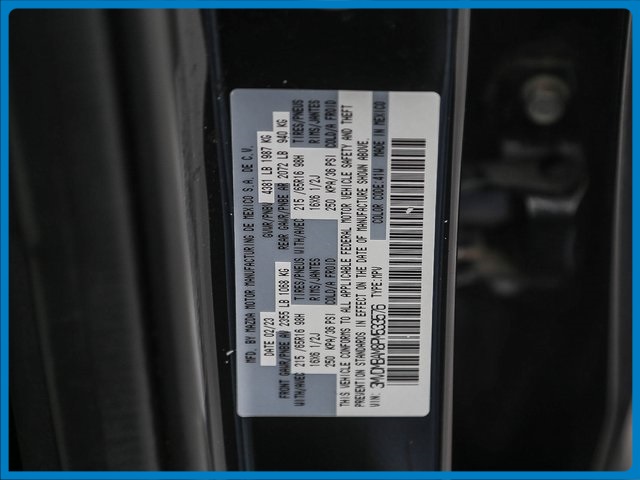 MFD. BY MAZDA MOTOR MANUFACTURING DE MEXICO S.A. DE C.V.
DATE 02/23 GVWR/PNBV 4381 LB 1987 KG
FRONT GAWR/PNBE AV 2355 LB 1068 KG REAR GAWR/PNBE AR 2072 LB 940 KG
WITH/AVEC 215 /65R16 98H TIRES/PNEUS WITH/AVEC 215 /65R16 98H TIRES/PNEUS
16X6 1/2J RIMS/JANTES 16X6 1/2J RIMS/JANTES
250 KPA/36 PSI COLD/A FROID 250 KPA/36 PSI COLD/A FROID
THIS VEHICLE CONFORMS TO ALL APPLICABLE FEDERAL MOTOR VEHICLE SAFETY AND THEFT
PREVENTION STANDARDS IN EFFECT ON THE DATE OF MANUFACTURE SHOWN ABOVE.
VIN: TYPE:MPV COLOR CODE:41W MADE IN MEXICO